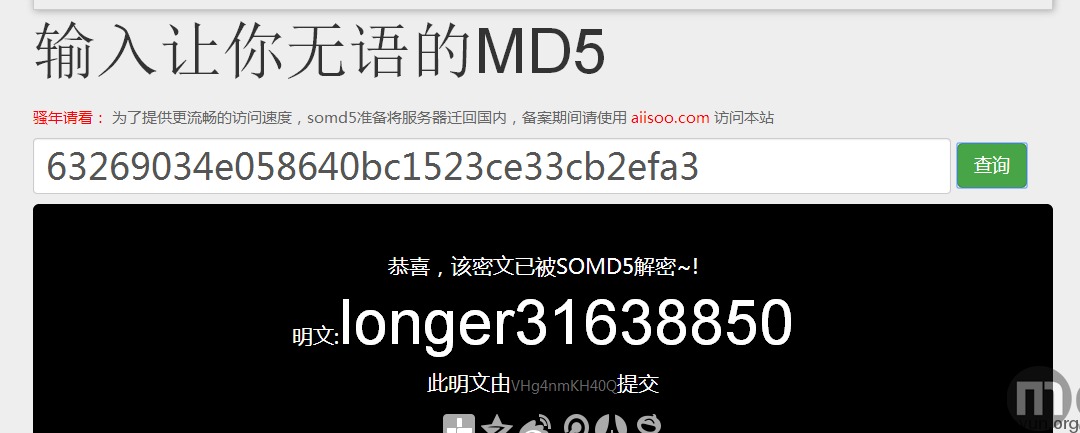 输入让你无语的MD5
骚年请看： 为了提供更流畅的访问速度，somd5准备将服务器迁回国内，备案期间请使用 aiisoo.com 访问本站
63269034e058640bc1523ce33cb2efa3 查询
恭喜，该密文已被SOMD5解密~!
明文:longer31638850
此明文由VHg4nmKH40Q提交